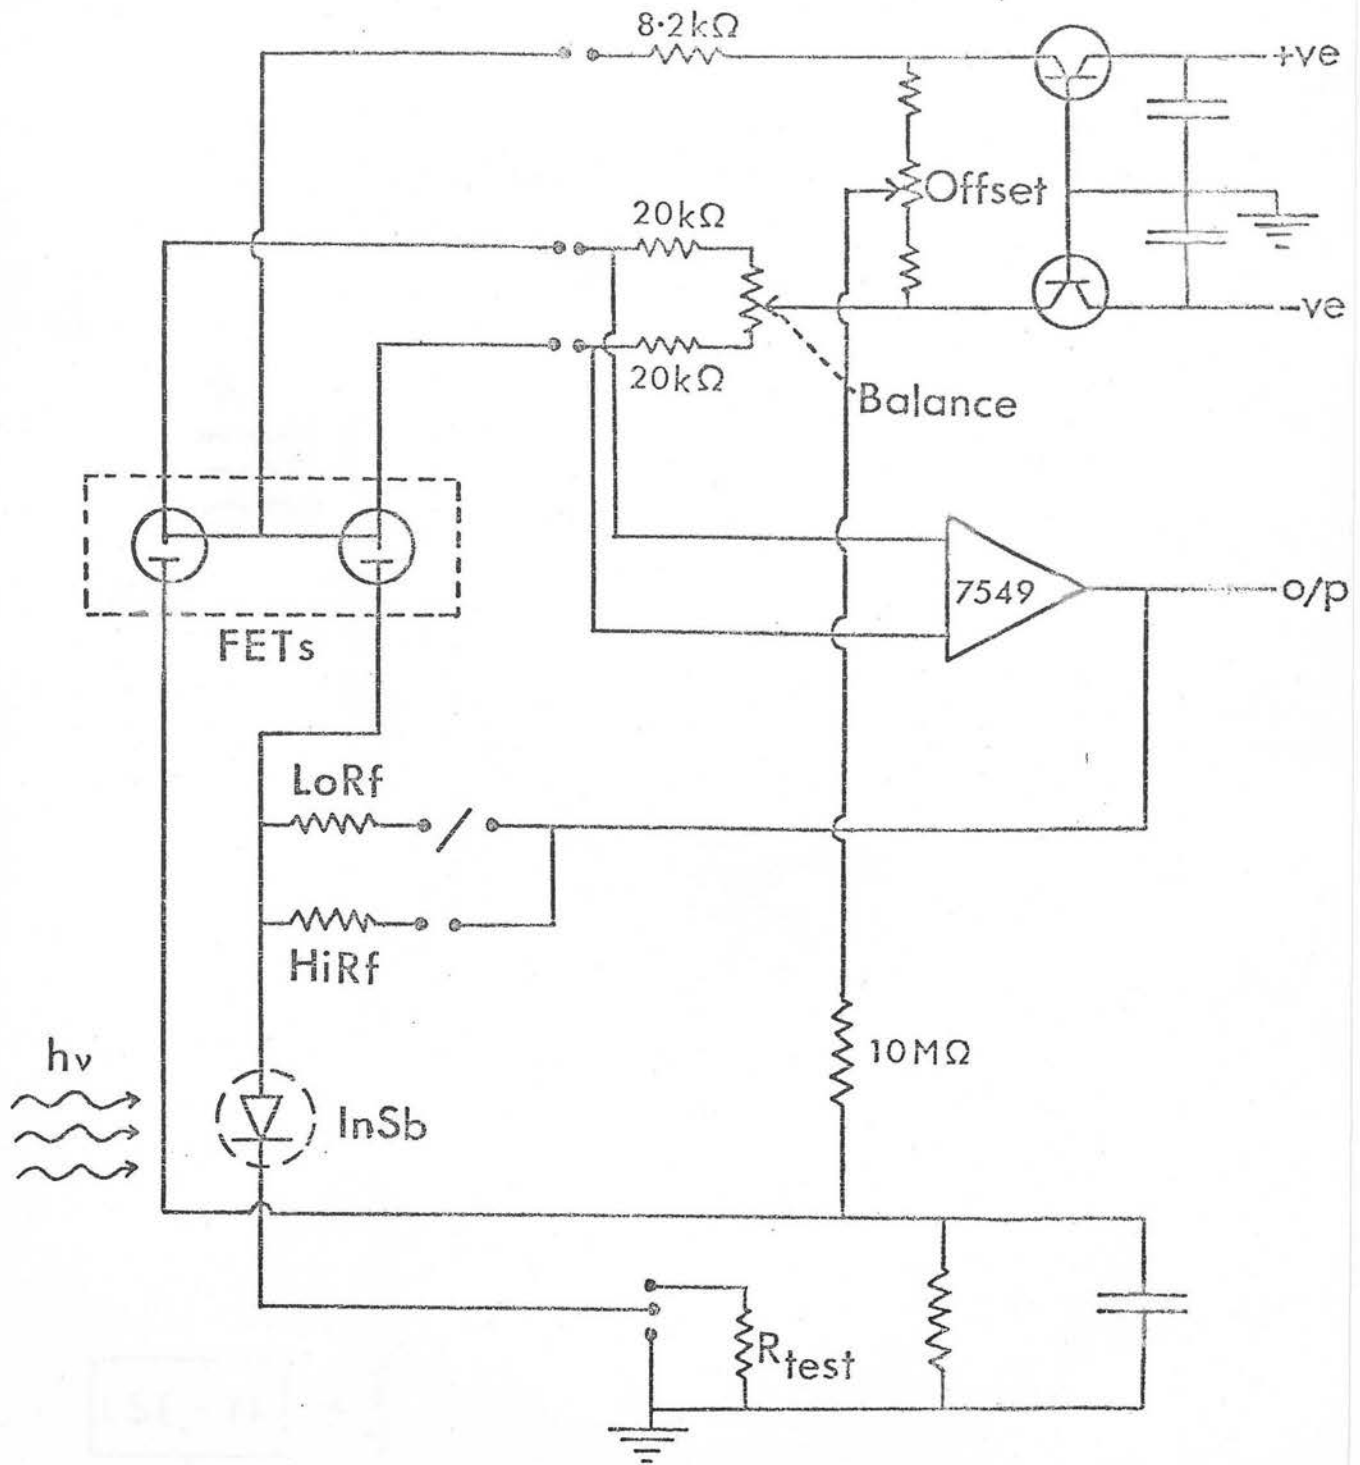 8·2kΩ
+ve
Offset
20kΩ
-ve
20kΩ
Balance
7549
o/p
FETs
LoRf
HiRf
10MΩ
hν
InSb
Rtest